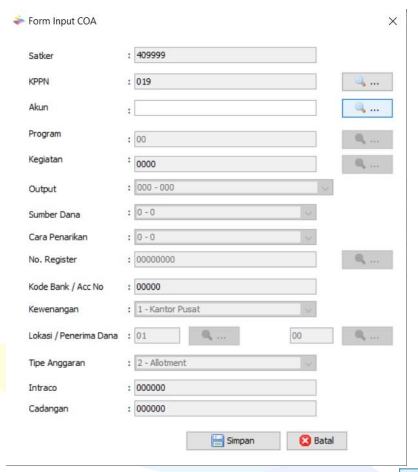 Form Input COA
Satker : 409999
KPPN : 019 ...
Akun : ...
Program : 00 ...
Kegiatan : 0000 ...
Output : 000 - 000
Sumber Dana : 0 - 0
Cara Penarikan : 0 - 0
No. Register : 00000000 ...
Kode Bank / Acc No : 00000
Kewenangan : 1 - Kantor Pusat
Lokasi / Penerima Dana : 01 ... 00 ...
Tipe Anggaran : 2 - Allotment
Intraco : 000000
Cadangan : 000000
Simpan Batal